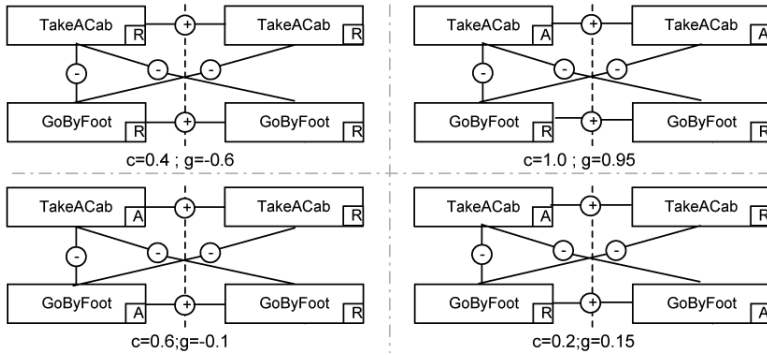 TakeACab R + TakeACab R
- - -
GoByFoot R + GoByFoot R
c=0.4 ; g=-0.6
TakeACab A + TakeACab A
- - -
GoByFoot R + GoByFoot R
c=1.0 ; g=0.95
TakeACab A + TakeACab R
- - -
GoByFoot A + GoByFoot R
c=0.6;g=-0.1
TakeACab A + TakeACab R
- - -
GoByFoot R + GoByFoot A
c=0.2;g=0.15